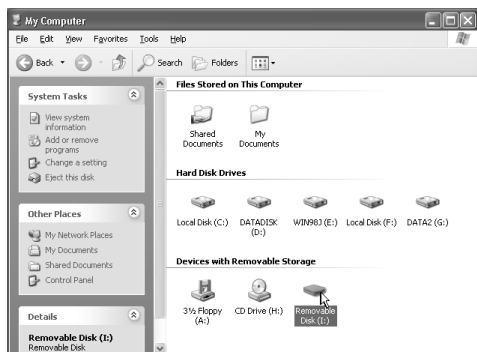 My Computer
File Edit View Favorites Tools Help
Back Search Folders
System Tasks
View system
information
Add or remove
programs
Change a setting
Eject this disk
Other Places
My Network Places
My Documents
Shared Documents
Control Panel
Details
Removable Disk (I:)
Removable Disk
Files Stored on This Computer
Shared
Documents
My
Documents
Hard Disk Drives
Local Disk (C:)
DATADISK
(D:)
WIN98J (E:)
Local Disk (F:)
DATA2 (G:)
Devices with Removable Storage
3½ Floppy
(A:)
CD Drive (H:)
Removable
Disk (I:)